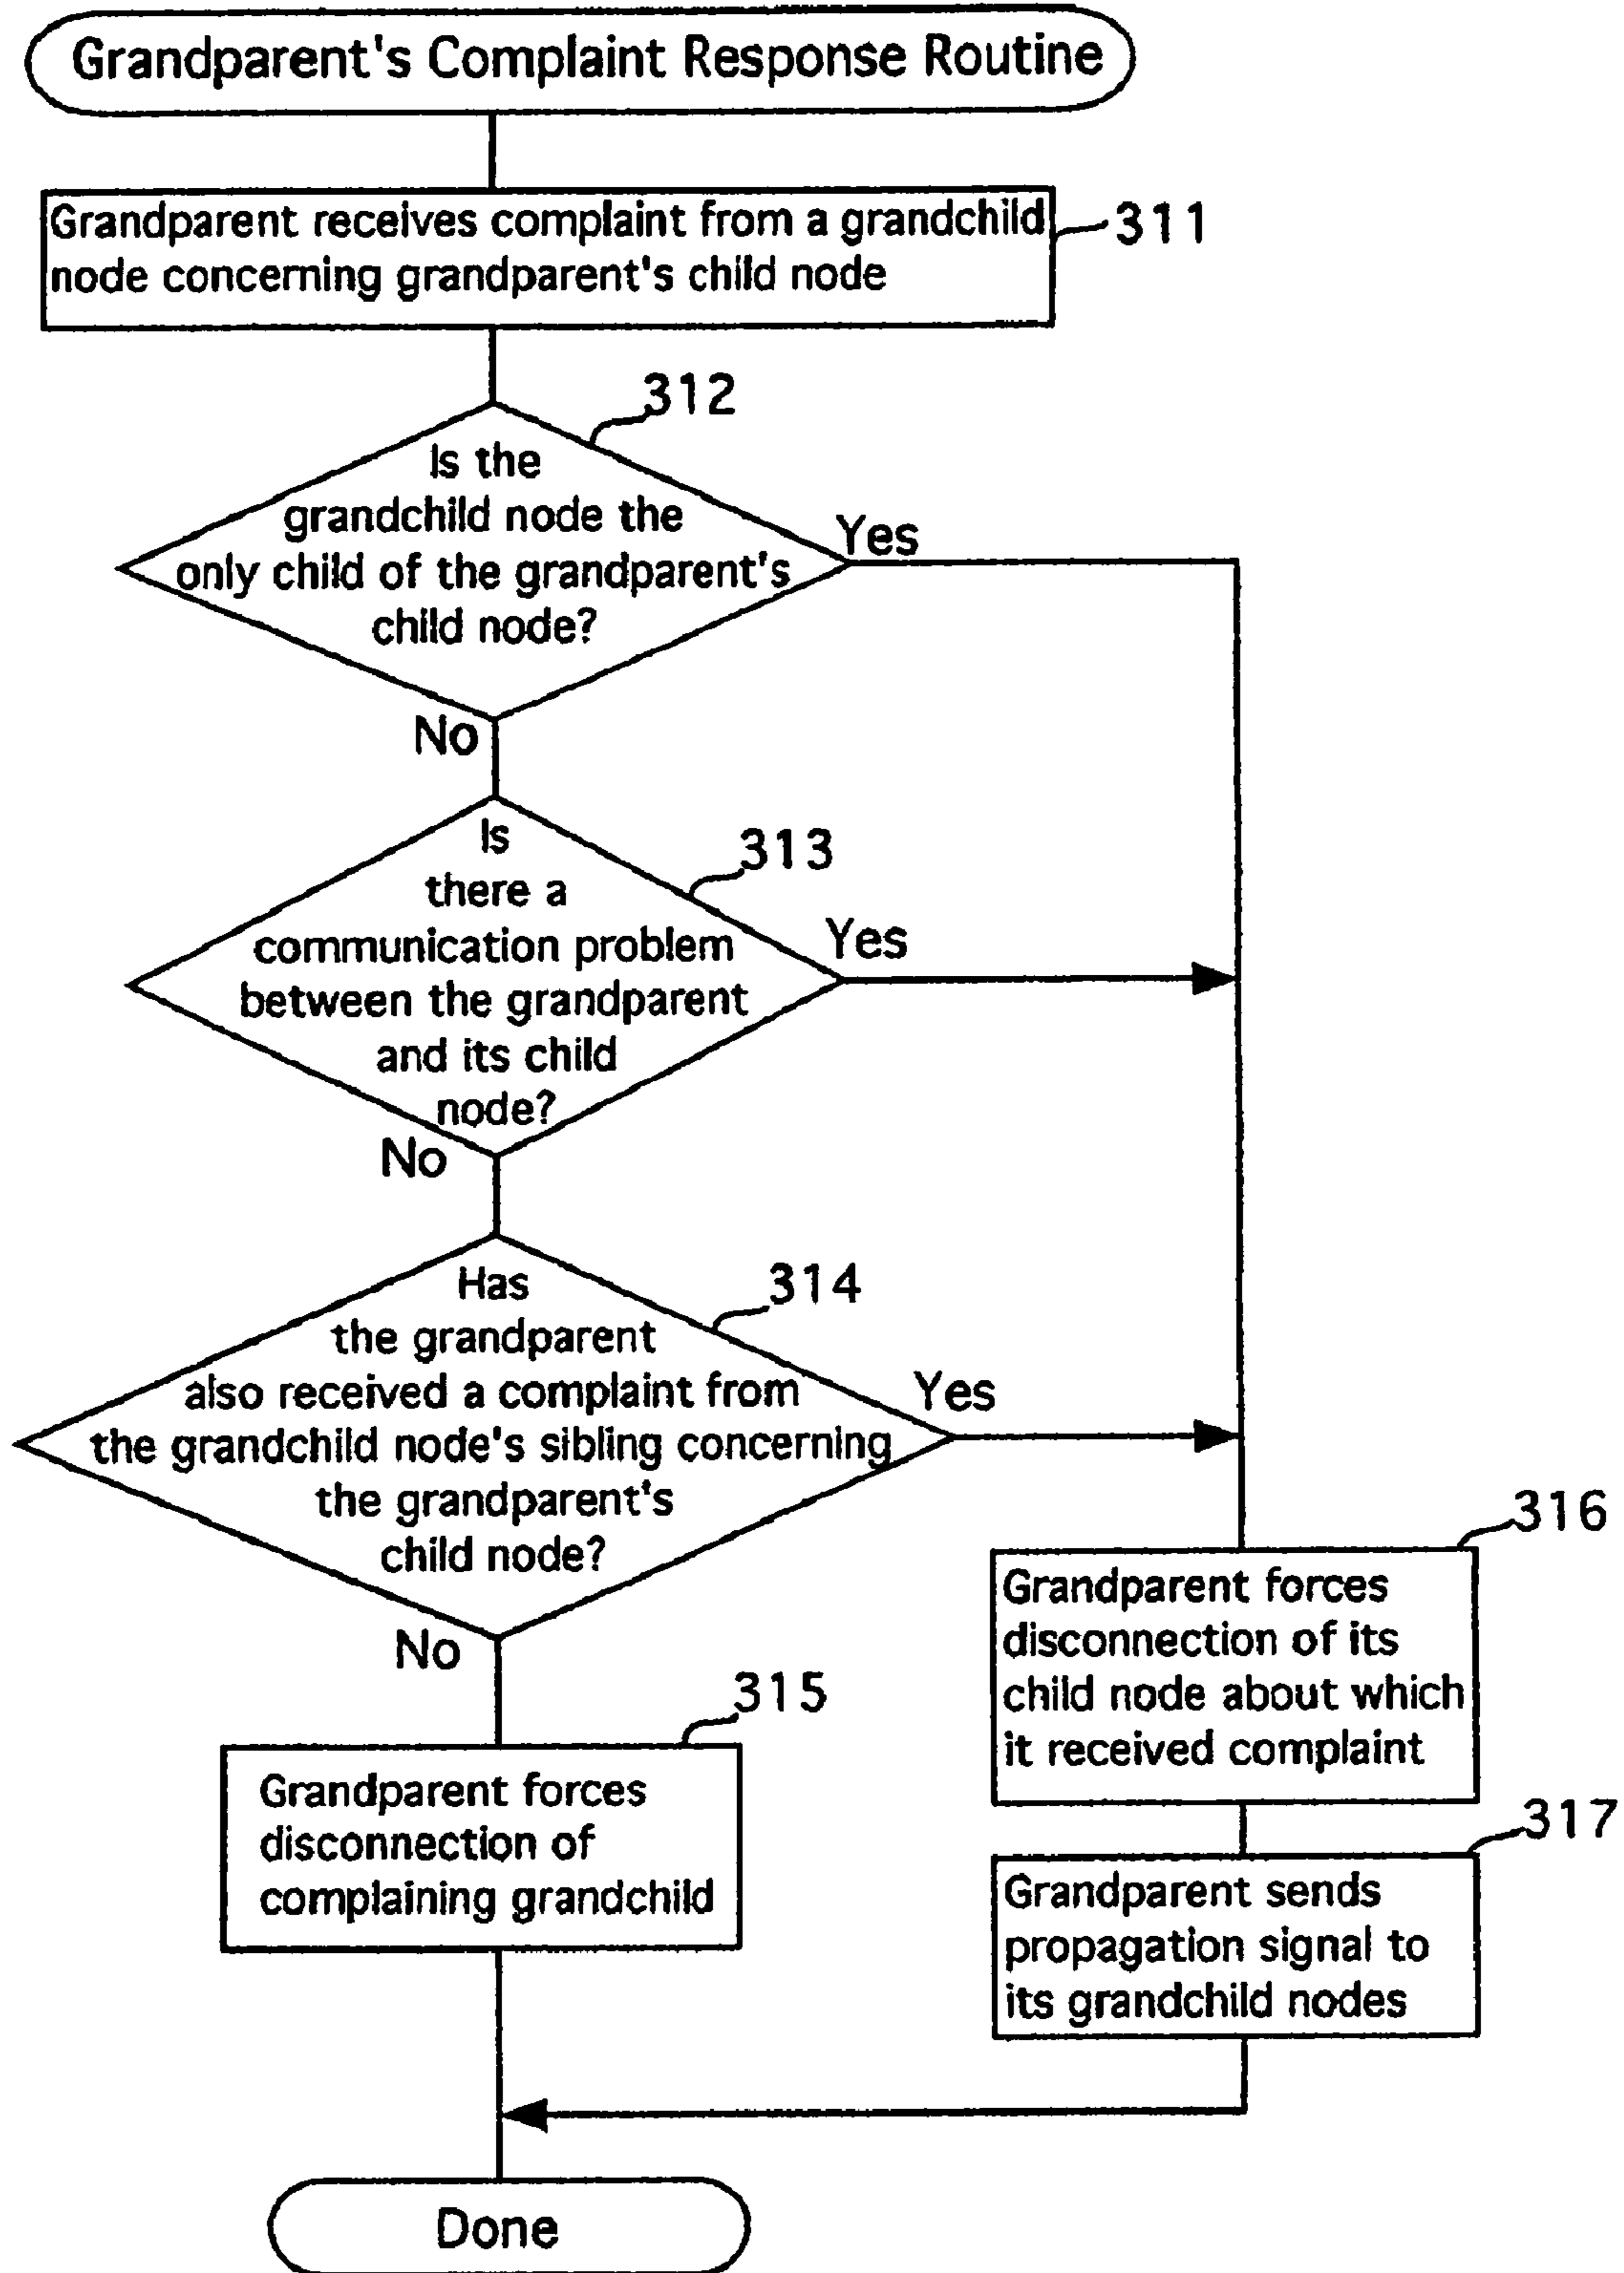 Grandparent's Complaint Response Routine
Grandparent receives complaint from a grandchild
node concerning grandparent's child node
311
312
Is the
grandchild node the
only child of the grandparent's
child node?
Yes
No
313
Is
there a
communication problem
between the grandparent
and its child
node?
Yes
No
314
Has
the grandparent
also received a complaint from
the grandchild node's sibling concerning
the grandparent's
child node?
Yes
No
315
Grandparent forces
disconnection of
complaining grandchild
316
Grandparent forces
disconnection of its
child node about which
it received complaint
317
Grandparent sends
propagation signal to
its grandchild nodes
Done